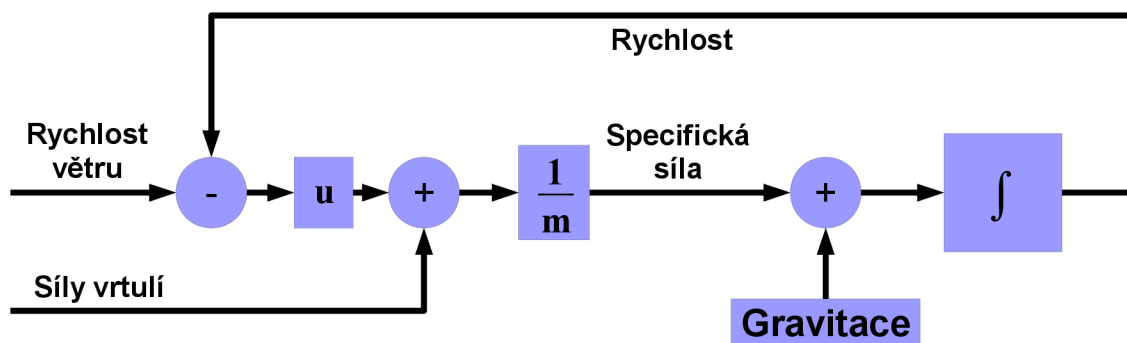 Rychlost
Rychlost
větru
-
u
+
1
m
Specifická
síla
+
∫
Síly vrtulí
Gravitace